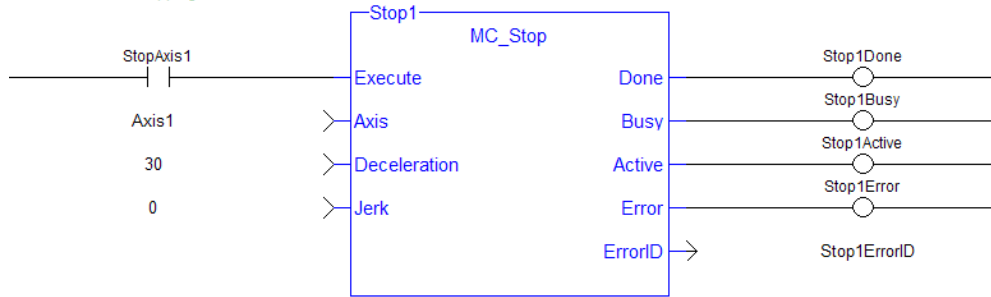 Stop1
MC_Stop
StopAxis1
Stop1Done
Execute
Done
Stop1Busy
Axis1
Axis
Busy
Stop1Active
30
Deceleration
Active
Stop1Error
0
Jerk
Error
ErrorID
Stop1ErrorID